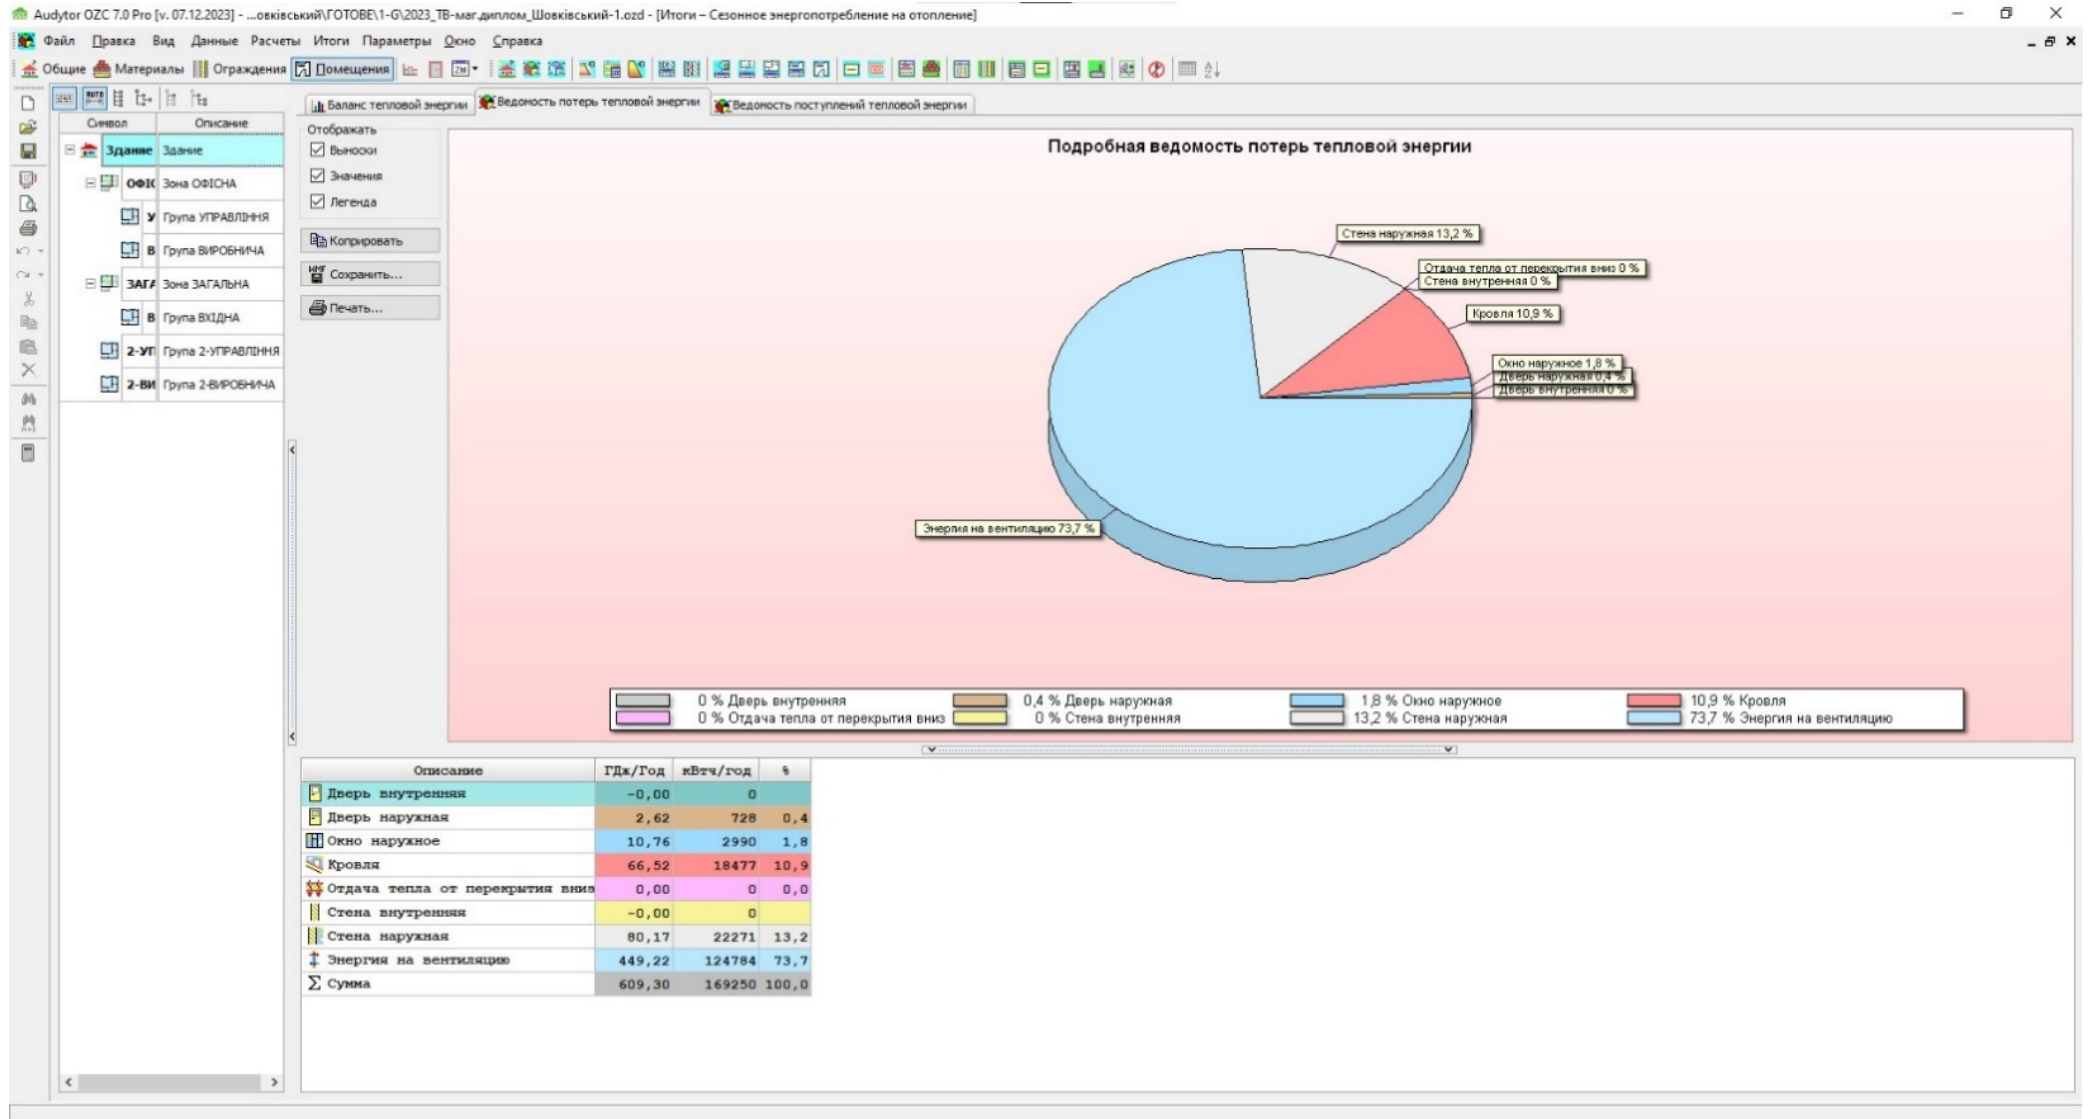 Audytor OZC 7.0 Pro [v. 07.12.2023] - ...овківський\ГОТОВЕ\1-G\2023_ТВ-маг.диплом_Шовківський-1.ozd - [Итоги – Сезонное энергопотребление на отопление]
Файл Правка Вид Данные Расчеты Итоги Параметры Окно Справка
Общие Материалы Ограждения Помещения
Баланс тепловой энергии Ведомость потерь тепловой энергии Ведомость поступлений тепловой энергии
Символ Описание
Здание Здание
ОФІС Зона ОФІСНА
У Група УПРАВЛІННЯ
В Група ВИРОБНИЧА
ЗАГА Зона ЗАГАЛЬНА
В Група ВХІДНА
2-УП Група 2-УПРАВЛІННЯ
2-ВИ Група 2-ВИРОБНИЧА
Отображать
Выноски
Значения
Легенда
Коприровать
Сохранить...
Печать...
Подробная ведомость потерь тепловой энергии
Стена наружная 13,2 %
Отдача тепла от перекрытия вниз 0 %
Стена внутренняя 0 %
Кровля 10,9 %
Окно наружное 1,8 %
Дверь наружная 0,4 %
Дверь внутренняя 0 %
Энергия на вентиляцию 73,7 %
0 % Дверь внутренняя 0,4 % Дверь наружная 1,8 % Окно наружное 10,9 % Кровля
0 % Отдача тепла от перекрытия вниз 0 % Стена внутренняя 13,2 % Стена наружная 73,7 % Энергия на вентиляцию
Описание ГДж/Год кВтч/год %
Дверь внутренняя -0,00 0
Дверь наружная 2,62 728 0,4
Окно наружное 10,76 2990 1,8
Кровля 66,52 18477 10,9
Отдача тепла от перекрытия вниз 0,00 0 0,0
Стена внутренняя -0,00 0
Стена наружная 80,17 22271 13,2
Энергия на вентиляцию 449,22 124784 73,7
Σ Сумма 609,30 169250 100,0